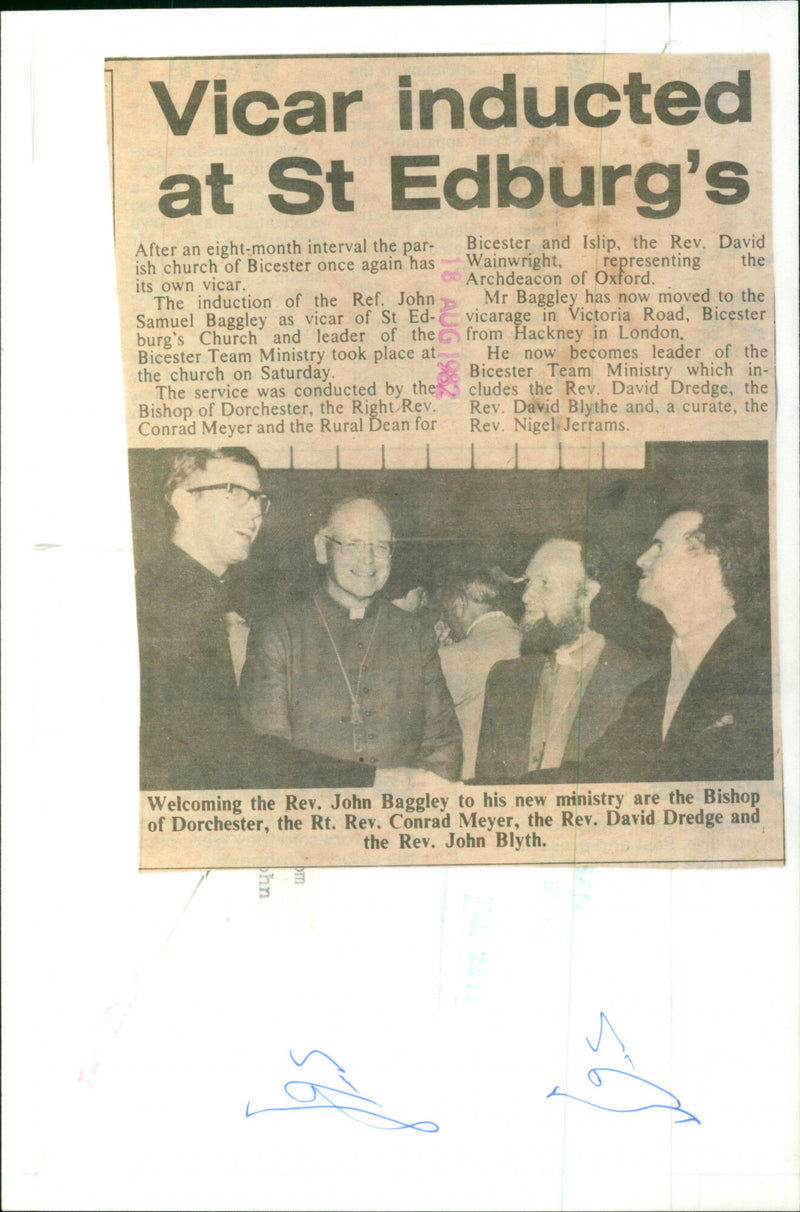 Vicar inducted
at St Edburg's
After an eight-month interval the par-
ish church of Bicester once again has
its own vicar.
The induction of the Ref. John
Samuel Baggley as vicar of St Ed-
burg's Church and leader of the
Bicester Team Ministry took place at
the church on Saturday.
The service was conducted by the
Bishop of Dorchester, the Right Rev.
Conrad Meyer and the Rural Dean for
Bicester and Islip, the Rev. David
Wainwright, representing the
Archdeacon of Oxford.
Mr Baggley has now moved to the
vicarage in Victoria Road, Bicester
from Hackney in London.
He now becomes leader of the
Bicester Team Ministry which in-
cludes the Rev. David Dredge, the
Rev. David Blythe and, a curate, the
Rev. Nigel Jerrams.
18 AUG 1982
Welcoming the Rev. John Baggley to his new ministry are the Bishop
of Dorchester, the Rt. Rev. Conrad Meyer, the Rev. David Dredge and
the Rev. John Blyth.
om
ohn